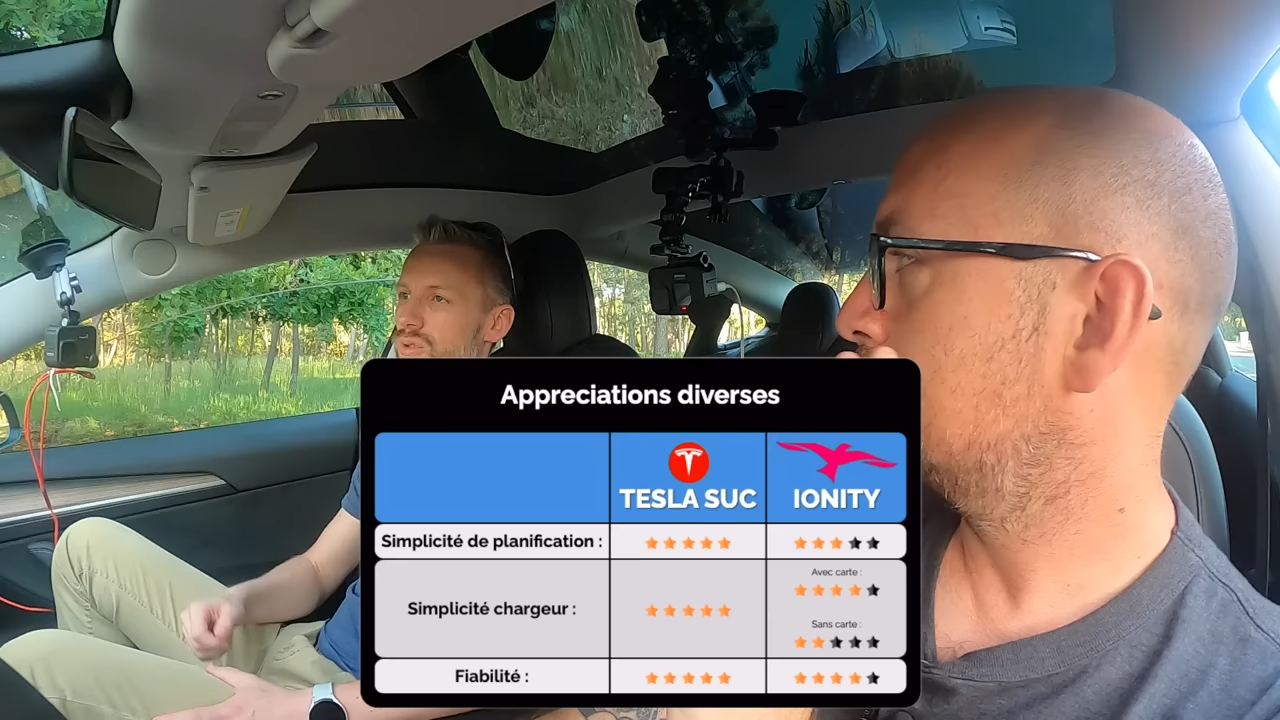 Appreciations diverses
TESLA SUC
IONITY
Simplicité de planification :
Simplicité chargeur :
Avec carte :
Sans carte :
Fiabilité :